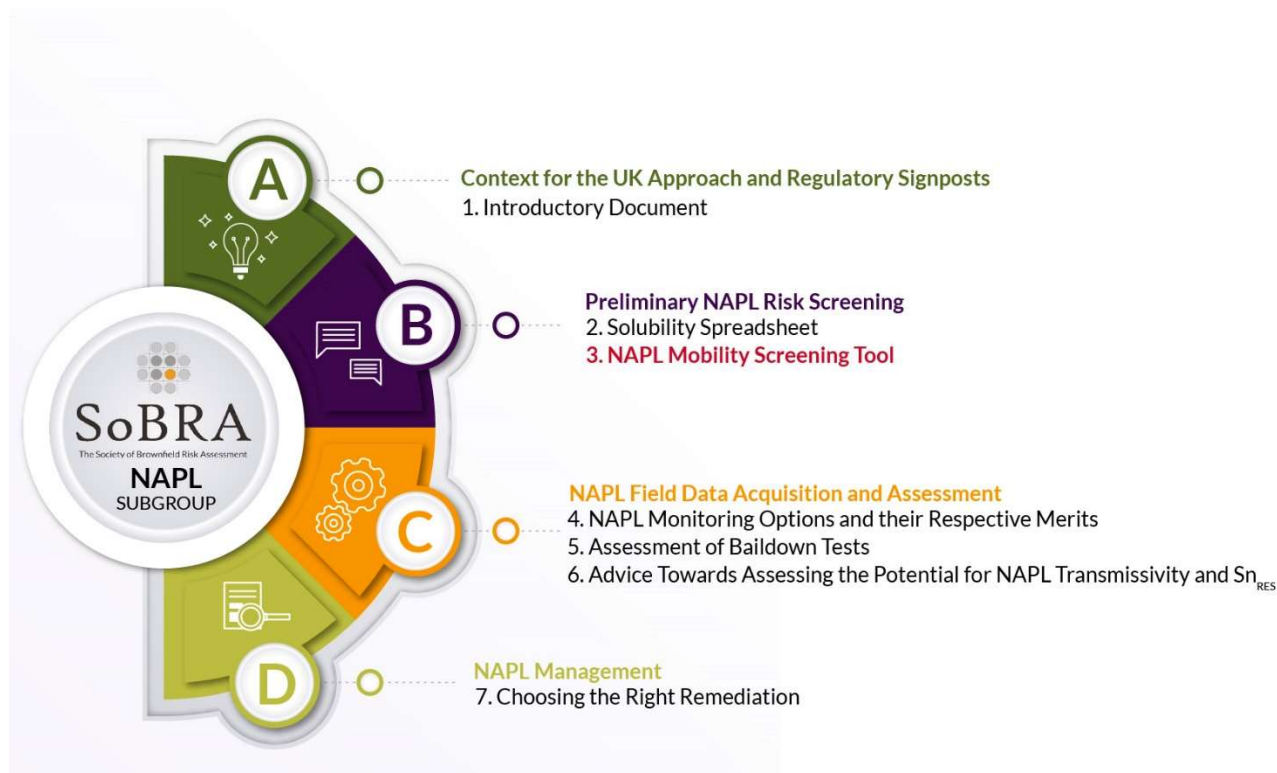 A
Context for the UK Approach and Regulatory Signposts
1. Introductory Document
B
Preliminary NAPL Risk Screening
2. Solubility Spreadsheet
3. NAPL Mobility Screening Tool
SoBRA
The Society of Brownfield Risk Assessment
NAPL
SUBGROUP
C
NAPL Field Data Acquisition and Assessment
4. NAPL Monitoring Options and their Respective Merits
5. Assessment of Baildown Tests
6. Advice Towards Assessing the Potential for NAPL Transmissivity and SnRES
D
NAPL Management
7. Choosing the Right Remediation